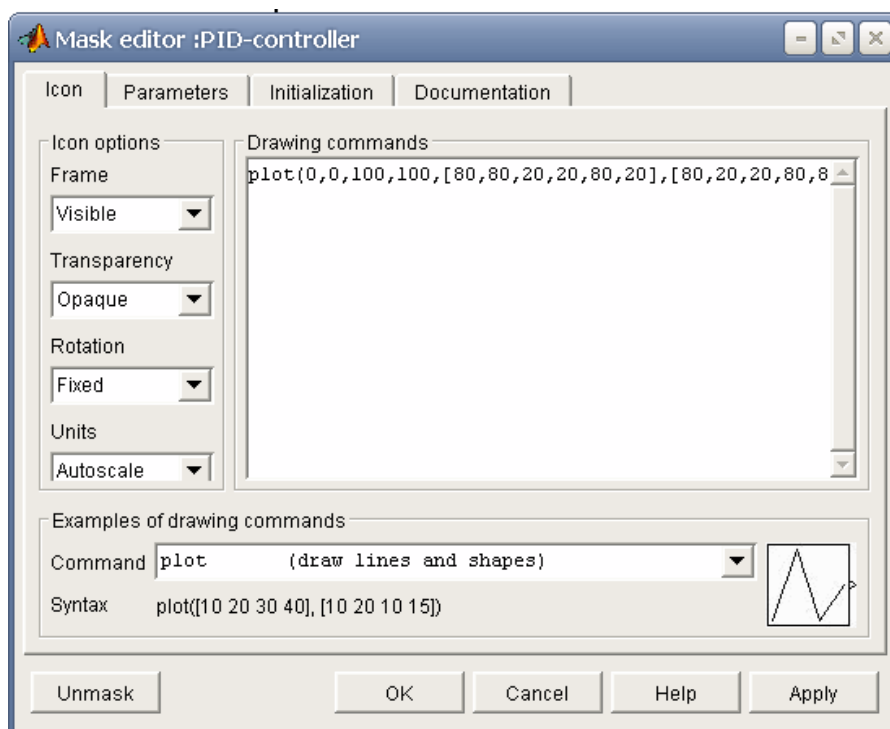 Mask editor :PID-controller
Icon Parameters Initialization Documentation
Icon options
Frame
Visible
Transparency
Opaque
Rotation
Fixed
Units
Autoscale
Drawing commands
plot(0,0,100,100,[80,80,20,20,80,20],[80,20,20,80,8
Examples of drawing commands
Command plot (draw lines and shapes)
Syntax plot([10 20 30 40], [10 20 10 15])
Unmask OK Cancel Help Apply